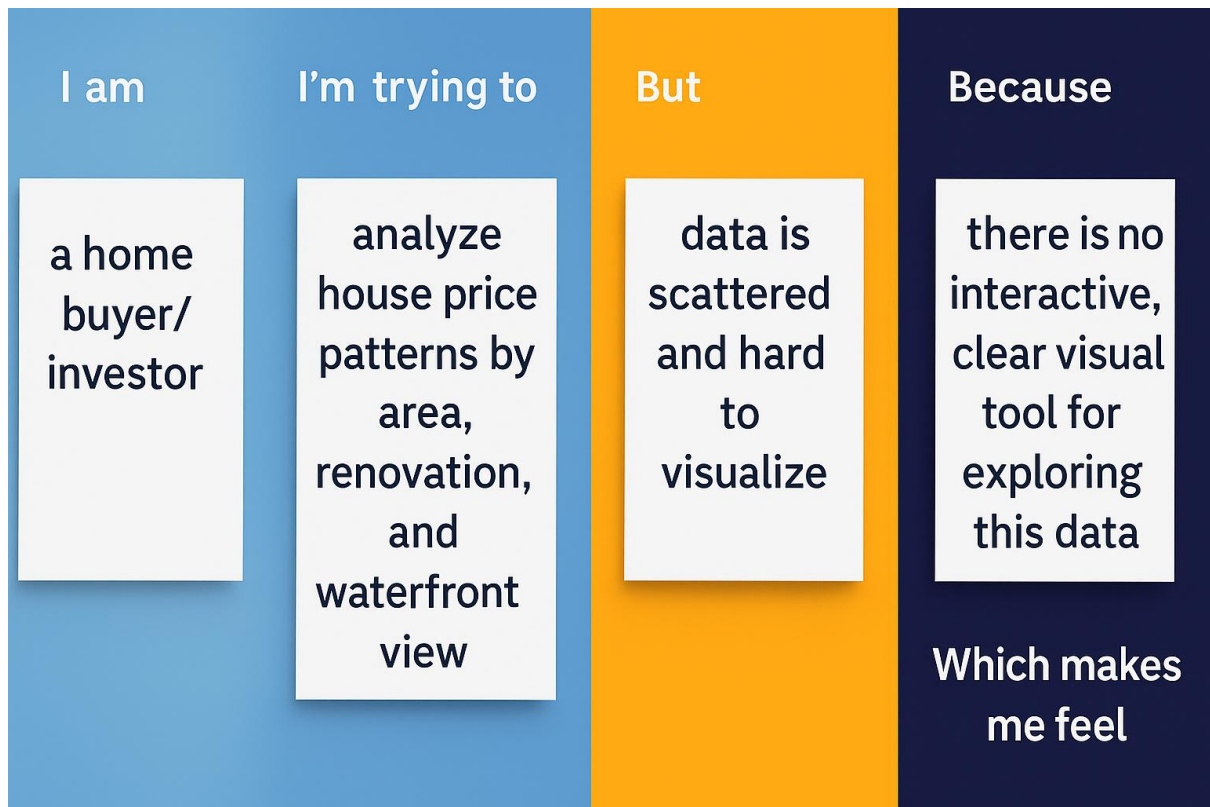 I am
a home
buyer/
investor
I'm trying to
analyze
house price
patterns by
area,
renovation,
and
waterfront
view
But
data is
scattered
and hard
to
visualize
Because
there is no
interactive,
clear visual
tool for
exploring
this data
Which makes
me feel